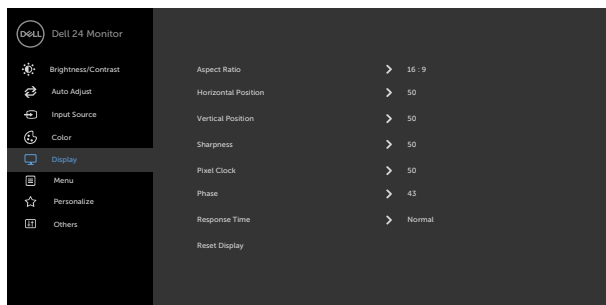 DELL Dell 24 Monitor
Brightness/Contrast
Auto Adjust
Input Source
Color
Display
Menu
Personalize
Others
Aspect Ratio 16 : 9
Horizontal Position 50
Vertical Position 50
Sharpness 50
Pixel Clock 50
Phase 43
Response Time Normal
Reset Display